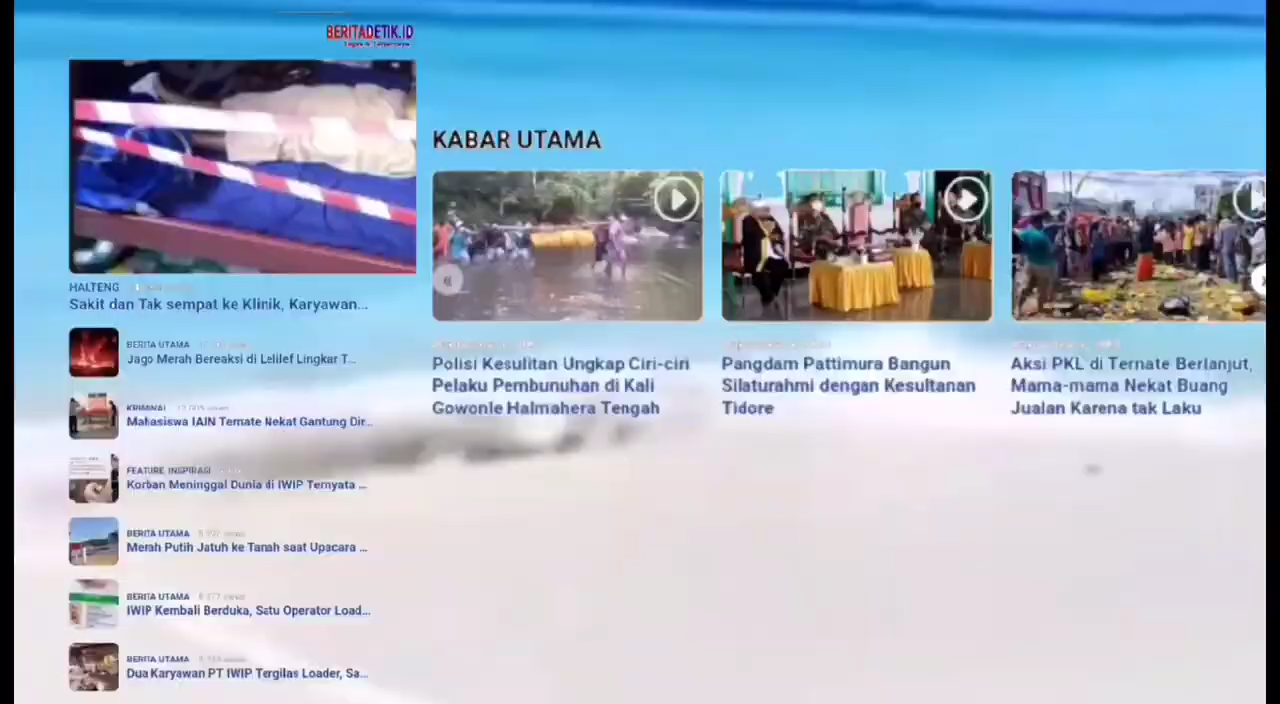 BERITADETIK.ID
HALTENG
Sakit dan Tak sempat ke Klinik, Karyawan...
BERITA UTAMA
Jago Merah Bereaksi di Lelilef Lingkar T...
KRIMINAL
Mahasiswa IAIN Ternate Nekat Gantung Dir...
FEATURE INSPIRASI
Korban Meninggal Dunia di IWIP Ternyata ...
BERITA UTAMA
Merah Putih Jatuh ke Tanah saat Upacara ...
BERITA UTAMA
IWIP Kembali Berduka, Satu Operator Load...
BERITA UTAMA
Dua Karyawan PT IWIP Tergilas Loader, Sa...
KABAR UTAMA
Polisi Kesulitan Ungkap Ciri-ciri
Pelaku Pembunuhan di Kali
Gowonle Halmahera Tengah
Pangdam Pattimura Bangun
Silaturahmi dengan Kesultanan
Tidore
Aksi PKL di Ternate Berlanjut,
Mama-mama Nekat Buang
Jualan Karena tak Laku